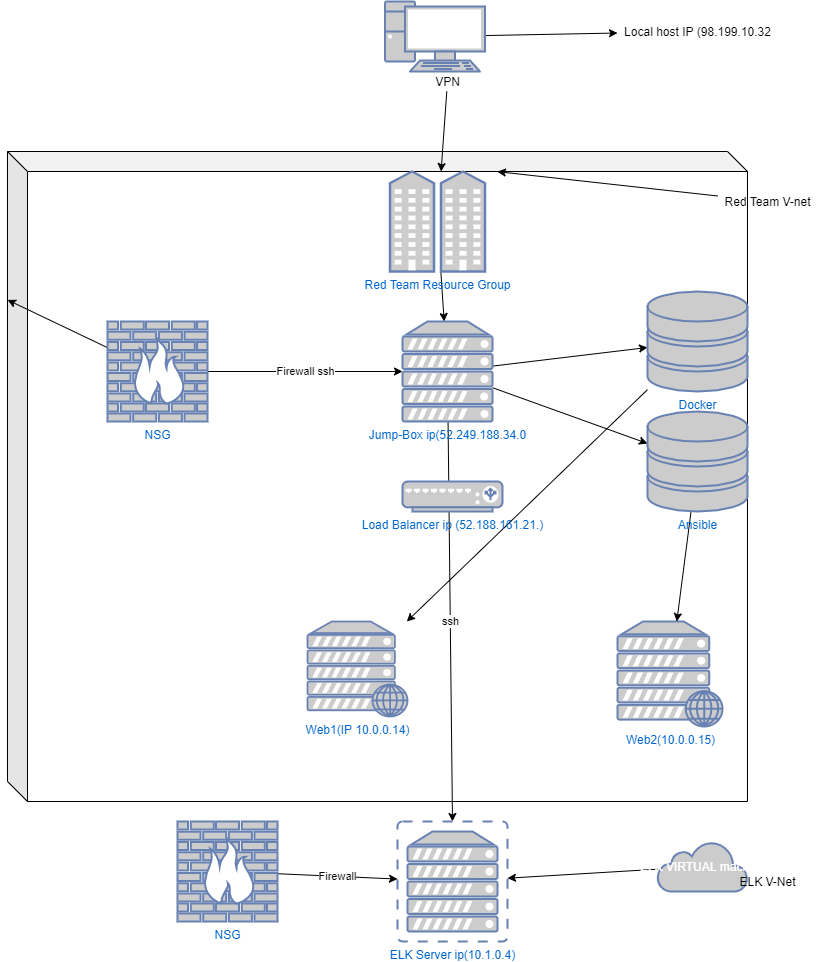 Local host IP (98.199.10.32
VPN
Red Team V-net
Red Team Resource Group
Firewall ssh
NSG
Jump-Box ip(52.249.188.34.0
Docker
Load Balancer ip (52.188.161.21.)
Ansible
ssh
Web1(IP 10.0.0.14)
Web2(10.0.0.15)
Firewall
VIRTUAL
ELK V-Net
NSG
ELK Server ip(10.1.0.4)